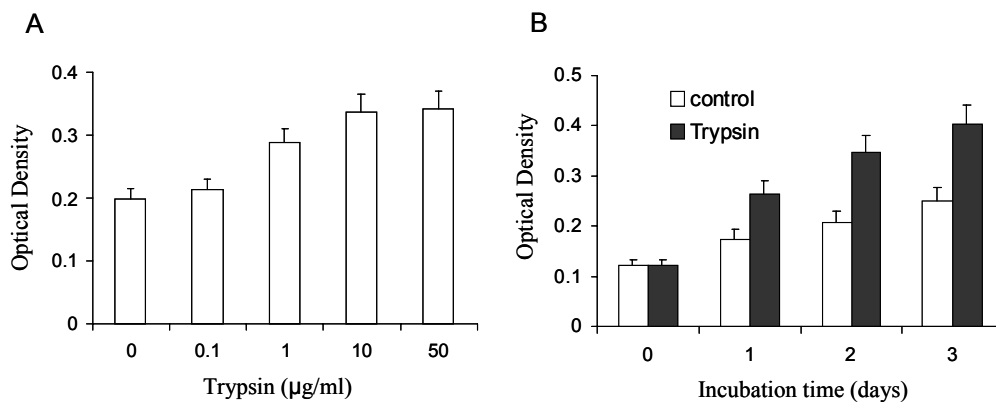 A
Optical Density
0.4
0.3
0.2
0.1
0
0 0.1 1 10 50
Trypsin (μg/ml)
B
Optical Density
0.5
0.4
0.3
0.2
0.1
0
control
Trypsin
0 1 2 3
Incubation time (days)